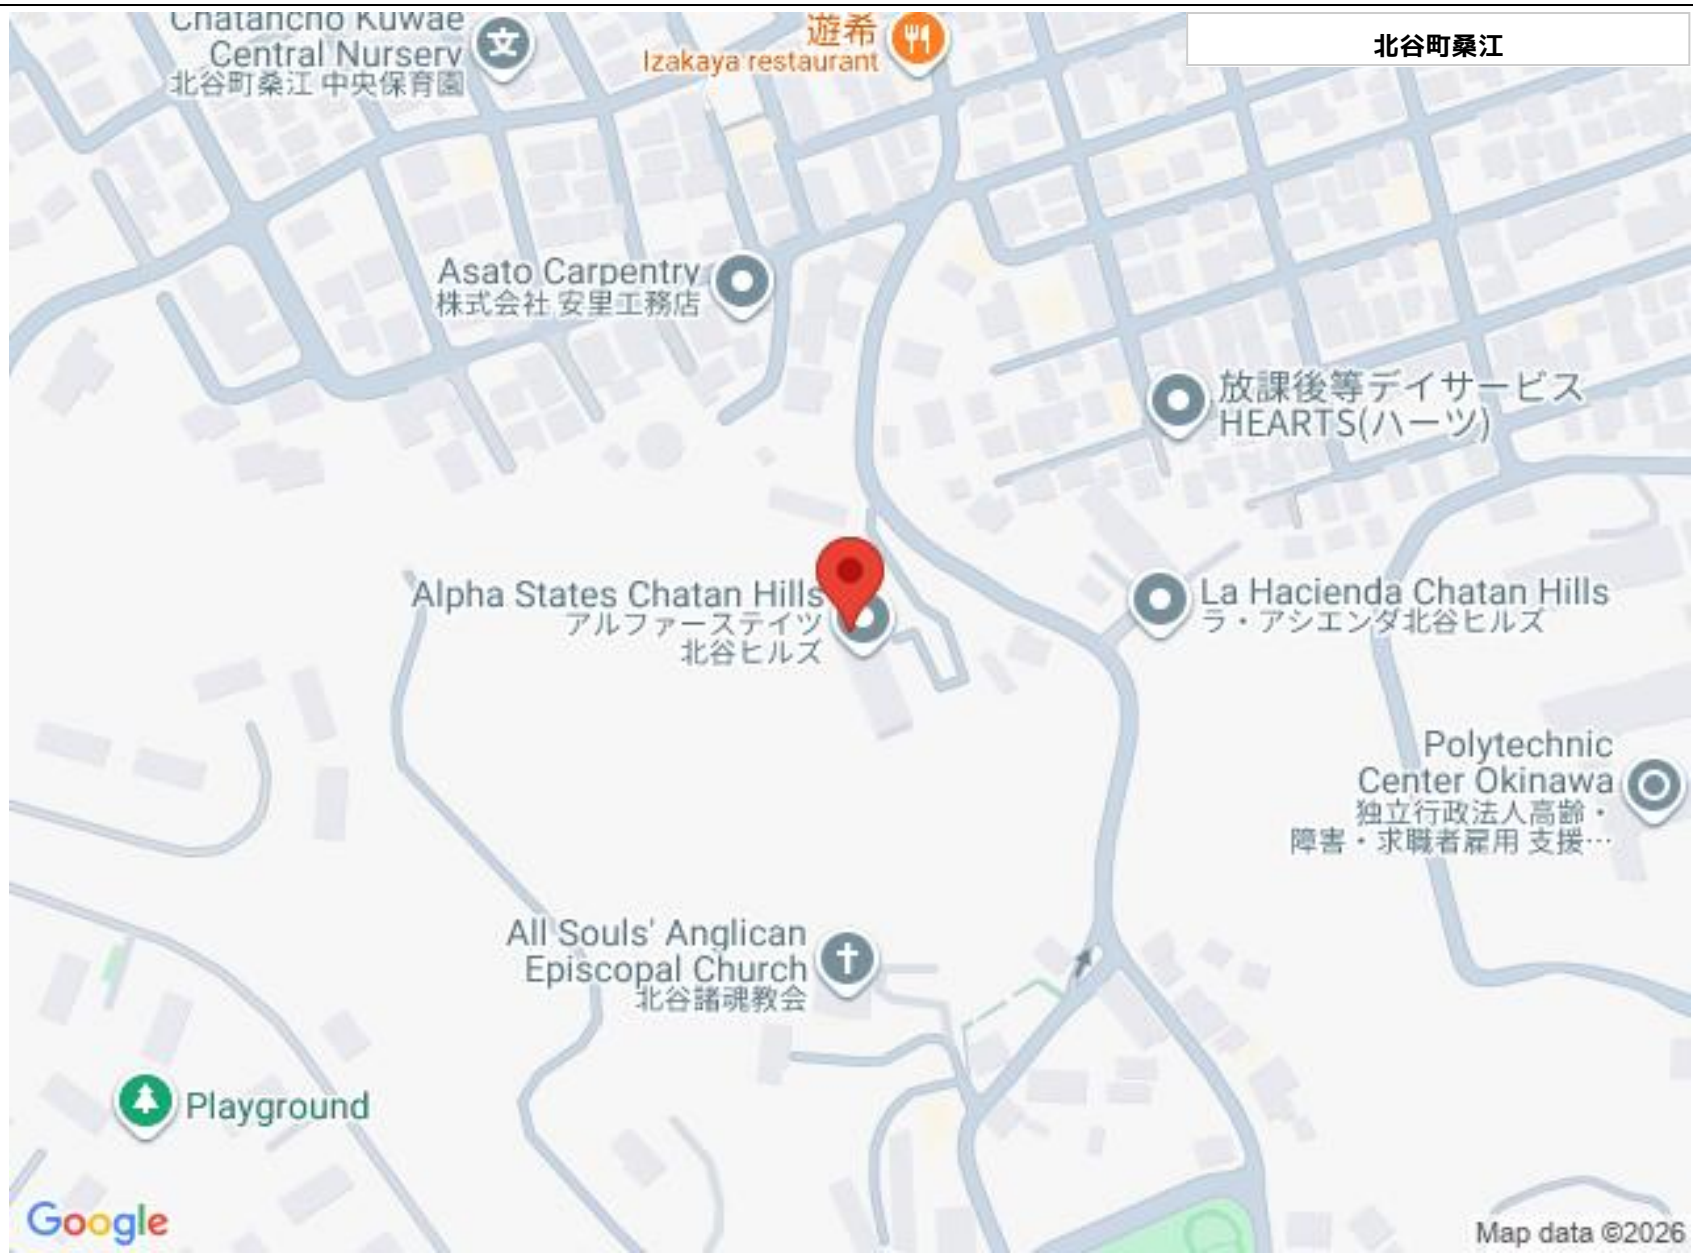 北谷町桑江
Chatancho Kuwae
Central Nursery
北谷町桑江 中央保育園
遊希
Izakaya restaurant
Asato Carpentry
株式会社 安里工務店
放課後等デイサービス
HEARTS(ハーツ)
Alpha States Chatan Hills
アルファーステイツ
北谷ヒルズ
La Hacienda Chatan Hills
ラ・アシエンダ北谷ヒルズ
Polytechnic
Center Okinawa
独立行政法人高齢・
障害・求職者雇用 支援…
All Souls' Anglican
Episcopal Church
北谷諸魂教会
Playground
Google
Map data ©2026